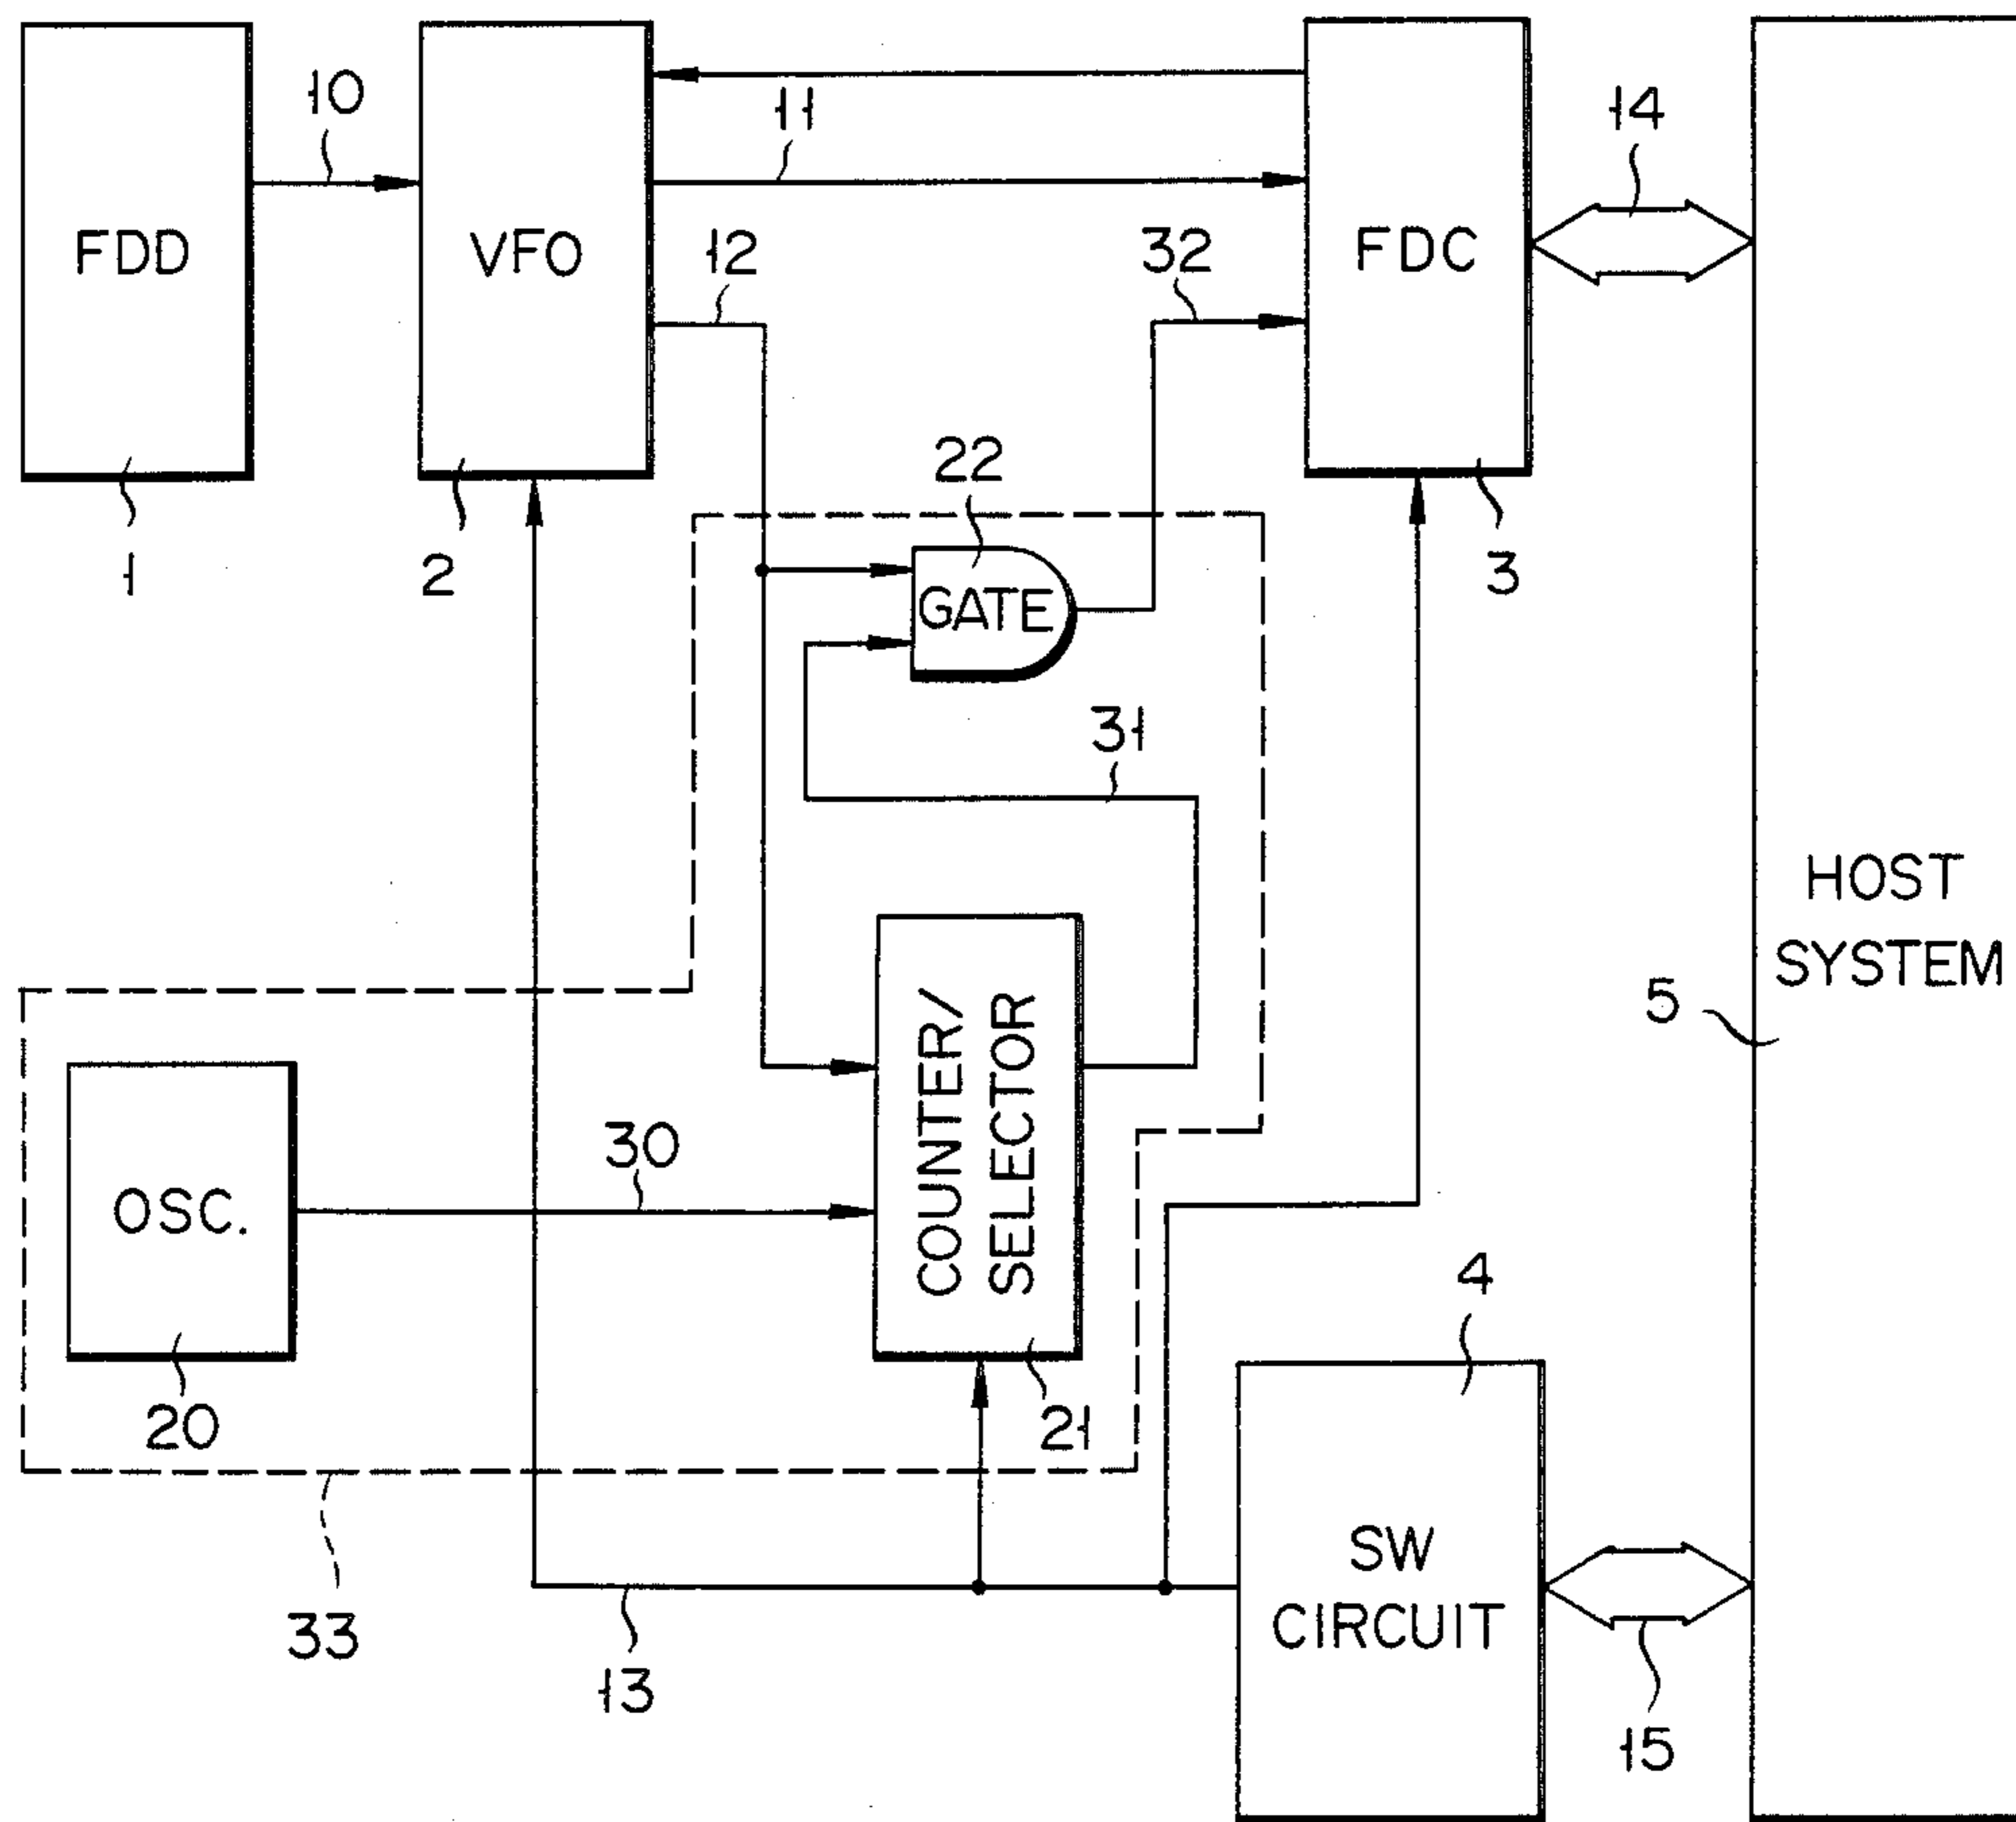 10
11
14
FDD
VFO
12
32
FDC
22
1
2
GATE
3
31
HOST
SYSTEM
5
COUNTER/
SELECTOR
30
OSC.
4
20
21
SW
CIRCUIT
33
13
15